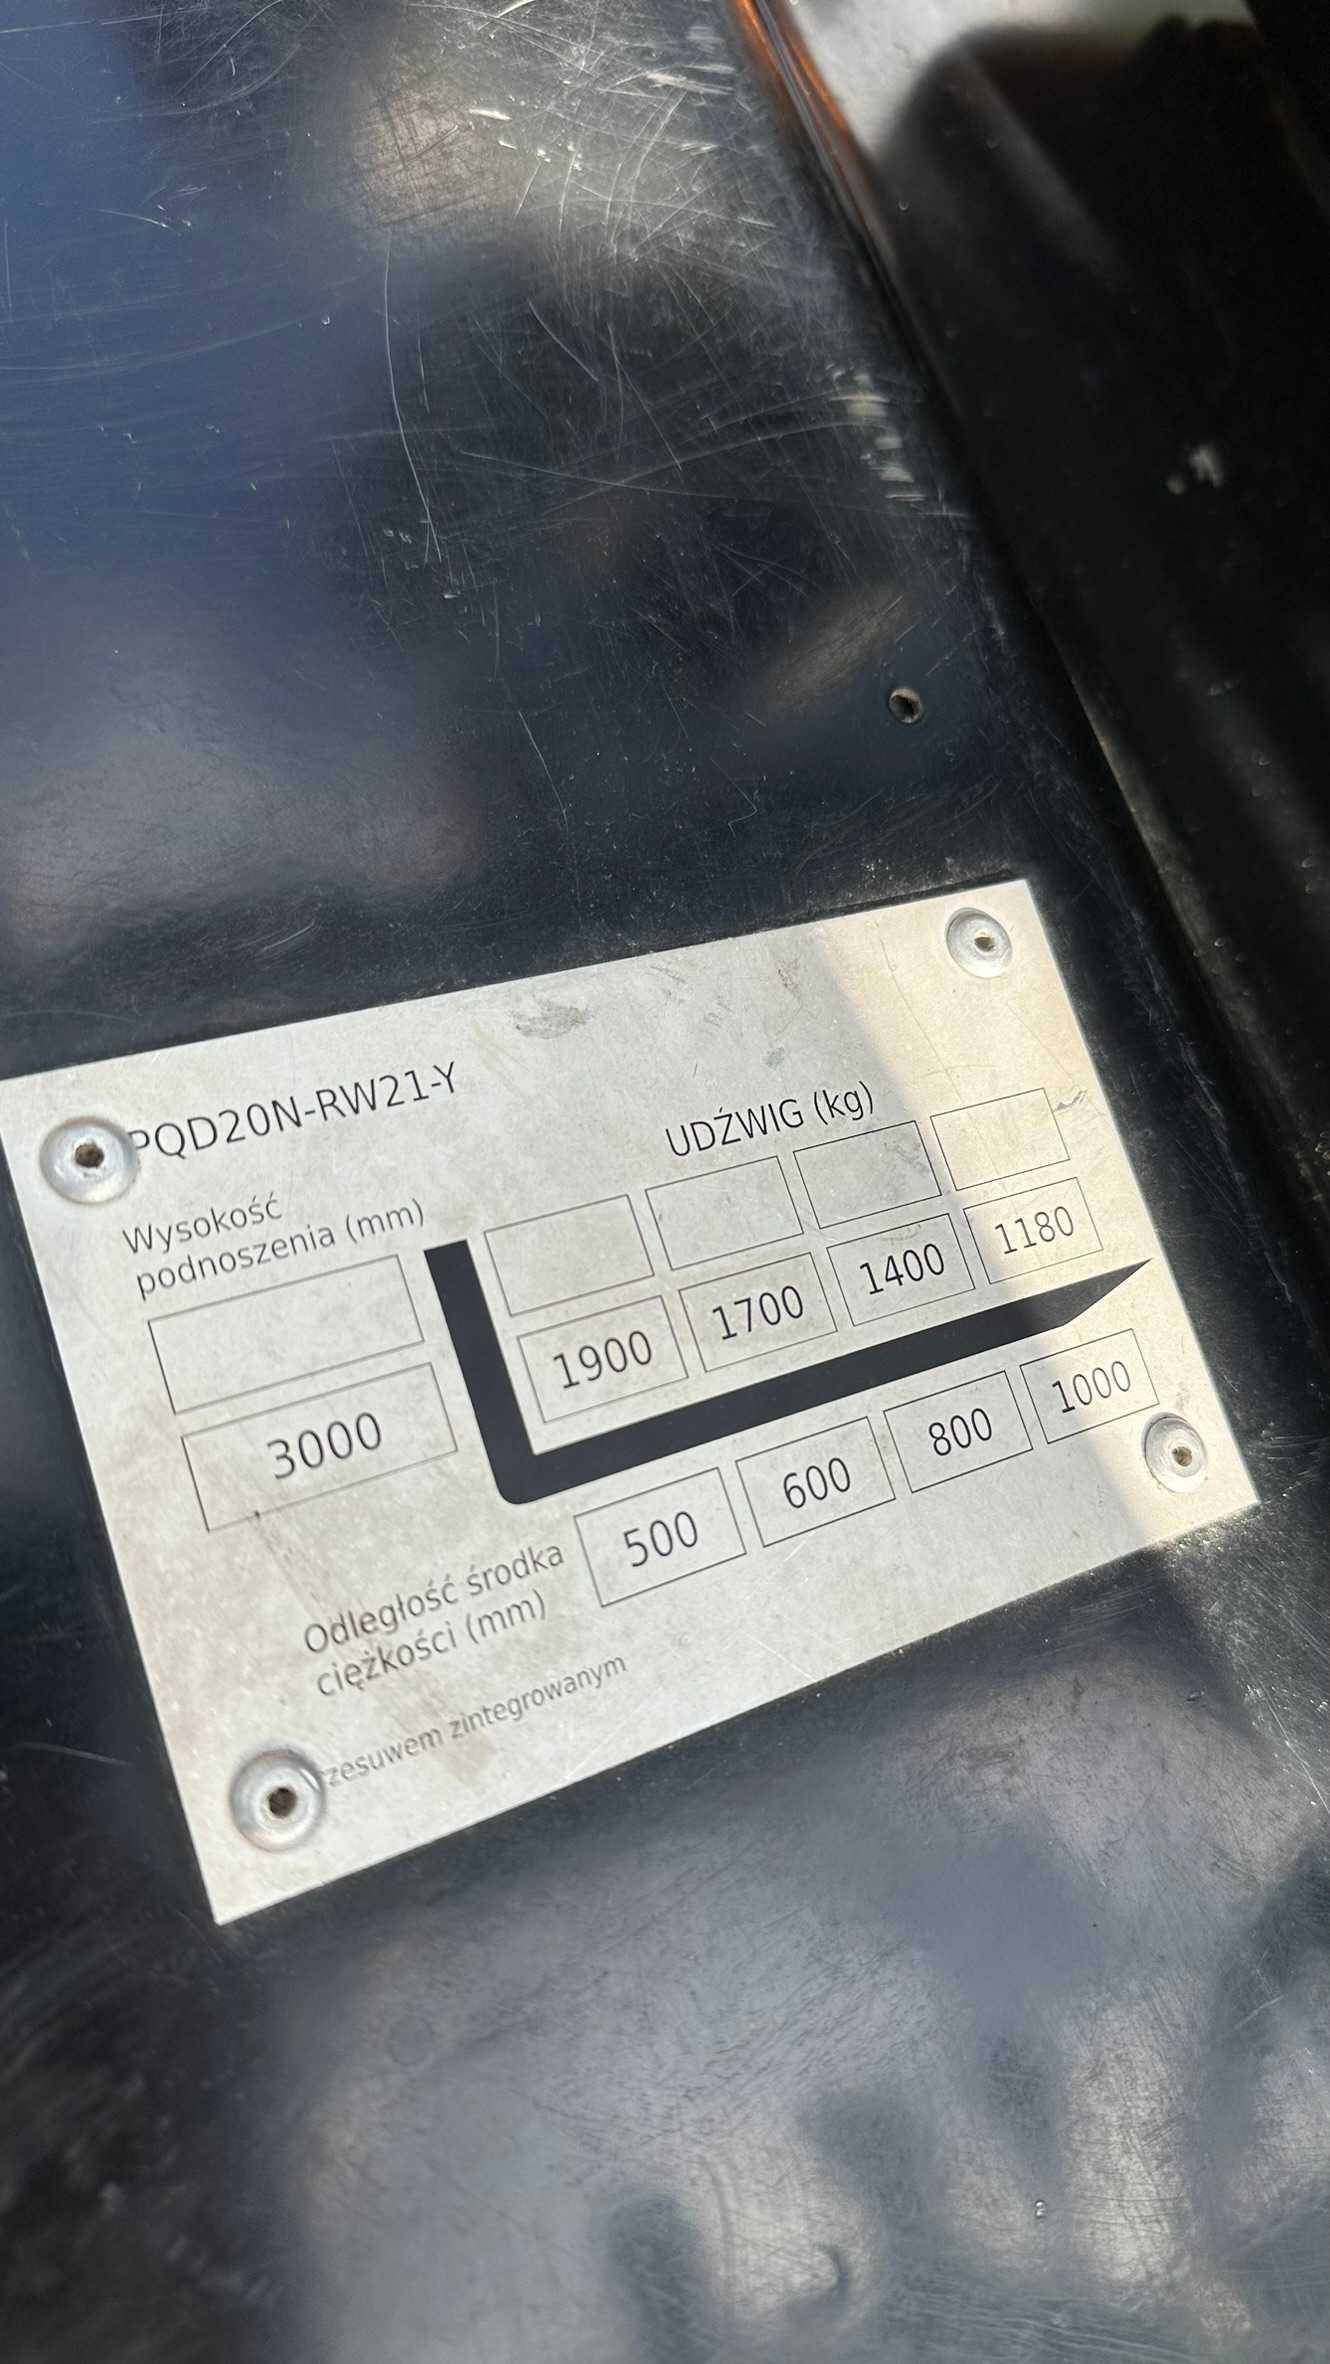 PQD20N-RW21-Y
UDŹWIG (kg)
Wysokość
podnoszenia (mm)
1900 1700 1400 1180
3000
500 600 800 1000
Odległość środka
ciężkości (mm)
zintegrowanym